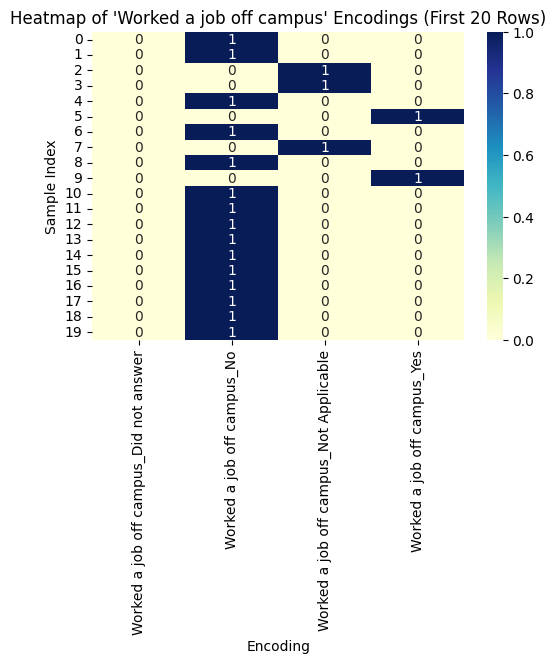 Heatmap of 'Worked a job off campus' Encodings (First 20 Rows)
Sample Index
0 0 1 0 0
1 0 1 0 0
2 0 0 1 0
3 0 0 1 0
4 0 1 0 0
5 0 0 0 1
6 0 1 0 0
7 0 0 1 0
8 0 1 0 0
9 0 0 0 1
10 0 1 0 0
11 0 1 0 0
12 0 1 0 0
13 0 1 0 0
14 0 1 0 0
15 0 1 0 0
16 0 1 0 0
17 0 1 0 0
18 0 1 0 0
19 0 1 0 0
1.0
0.8
0.6
0.4
0.2
0.0
Worked a job off campus_Did not answer
Worked a job off campus_No
Worked a job off campus_Not Applicable
Worked a job off campus_Yes
Encoding